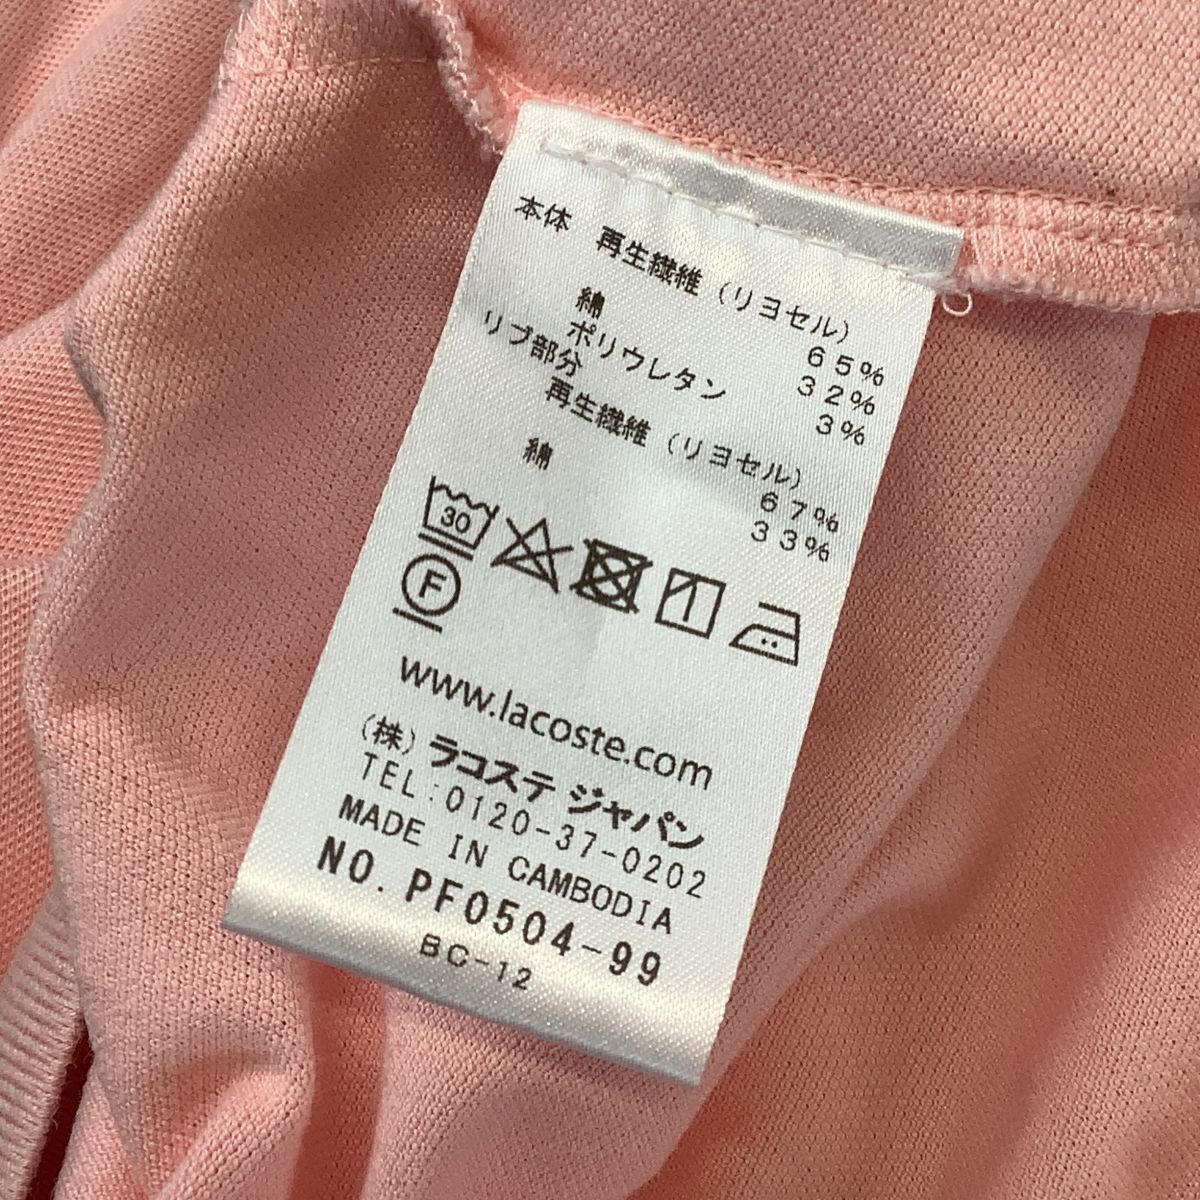 本体 再生繊維 (リヨセル)
65%
綿 32%
ポリウレタン 3%
リブ部分
再生繊維 (リヨセル)
67%
綿 33%
30
F
www.lacoste.com
(株) ラコステ ジャパン
TEL:0120-37-0202
MADE IN CAMBODIA
NO. PF0504-99
BC-12